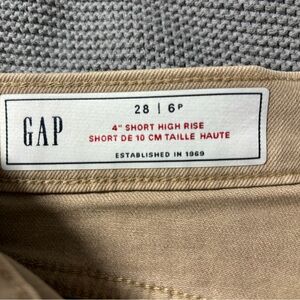 GAP
28 | 6P
4" SHORT HIGH RISE
SHORT DE 10 CM TAILLE HAUTE
ESTABLISHED IN 1969